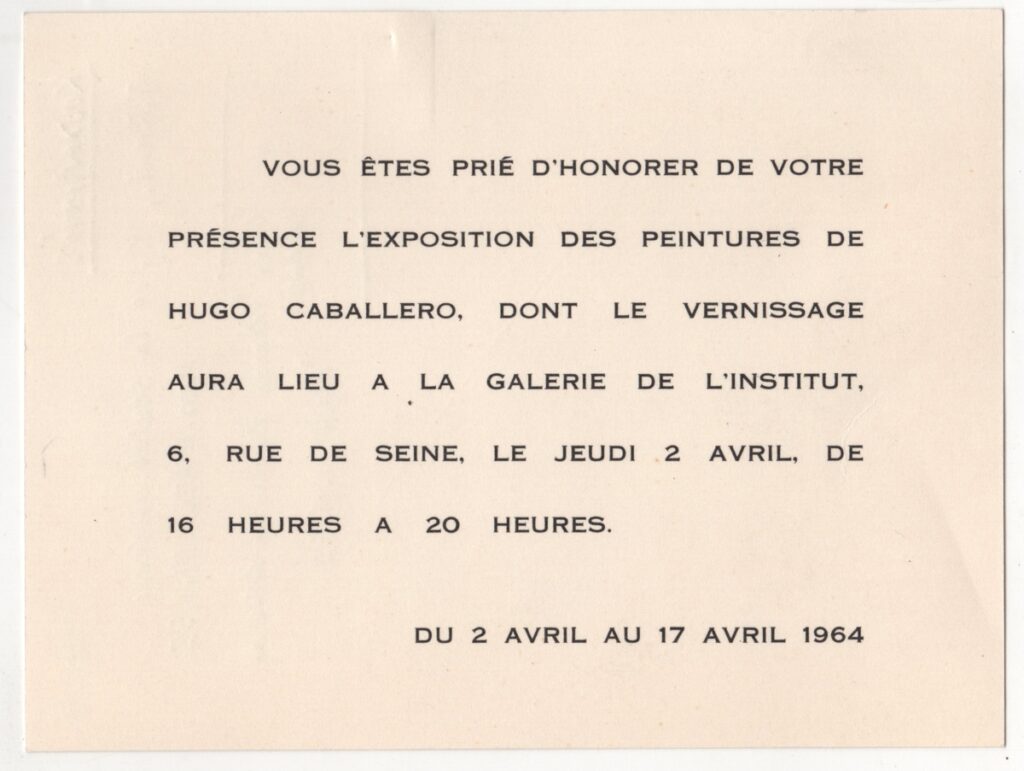 VOUS ÊTES PRIÉ D'HONORER DE VOTRE
PRÉSENCE L'EXPOSITION DES PEINTURES DE
HUGO CABALLERO, DONT LE VERNISSAGE
AURA LIEU A LA GALERIE DE L'INSTITUT,
6, RUE DE SEINE, LE JEUDI 2 AVRIL, DE
16 HEURES A 20 HEURES.
DU 2 AVRIL AU 17 AVRIL 1964